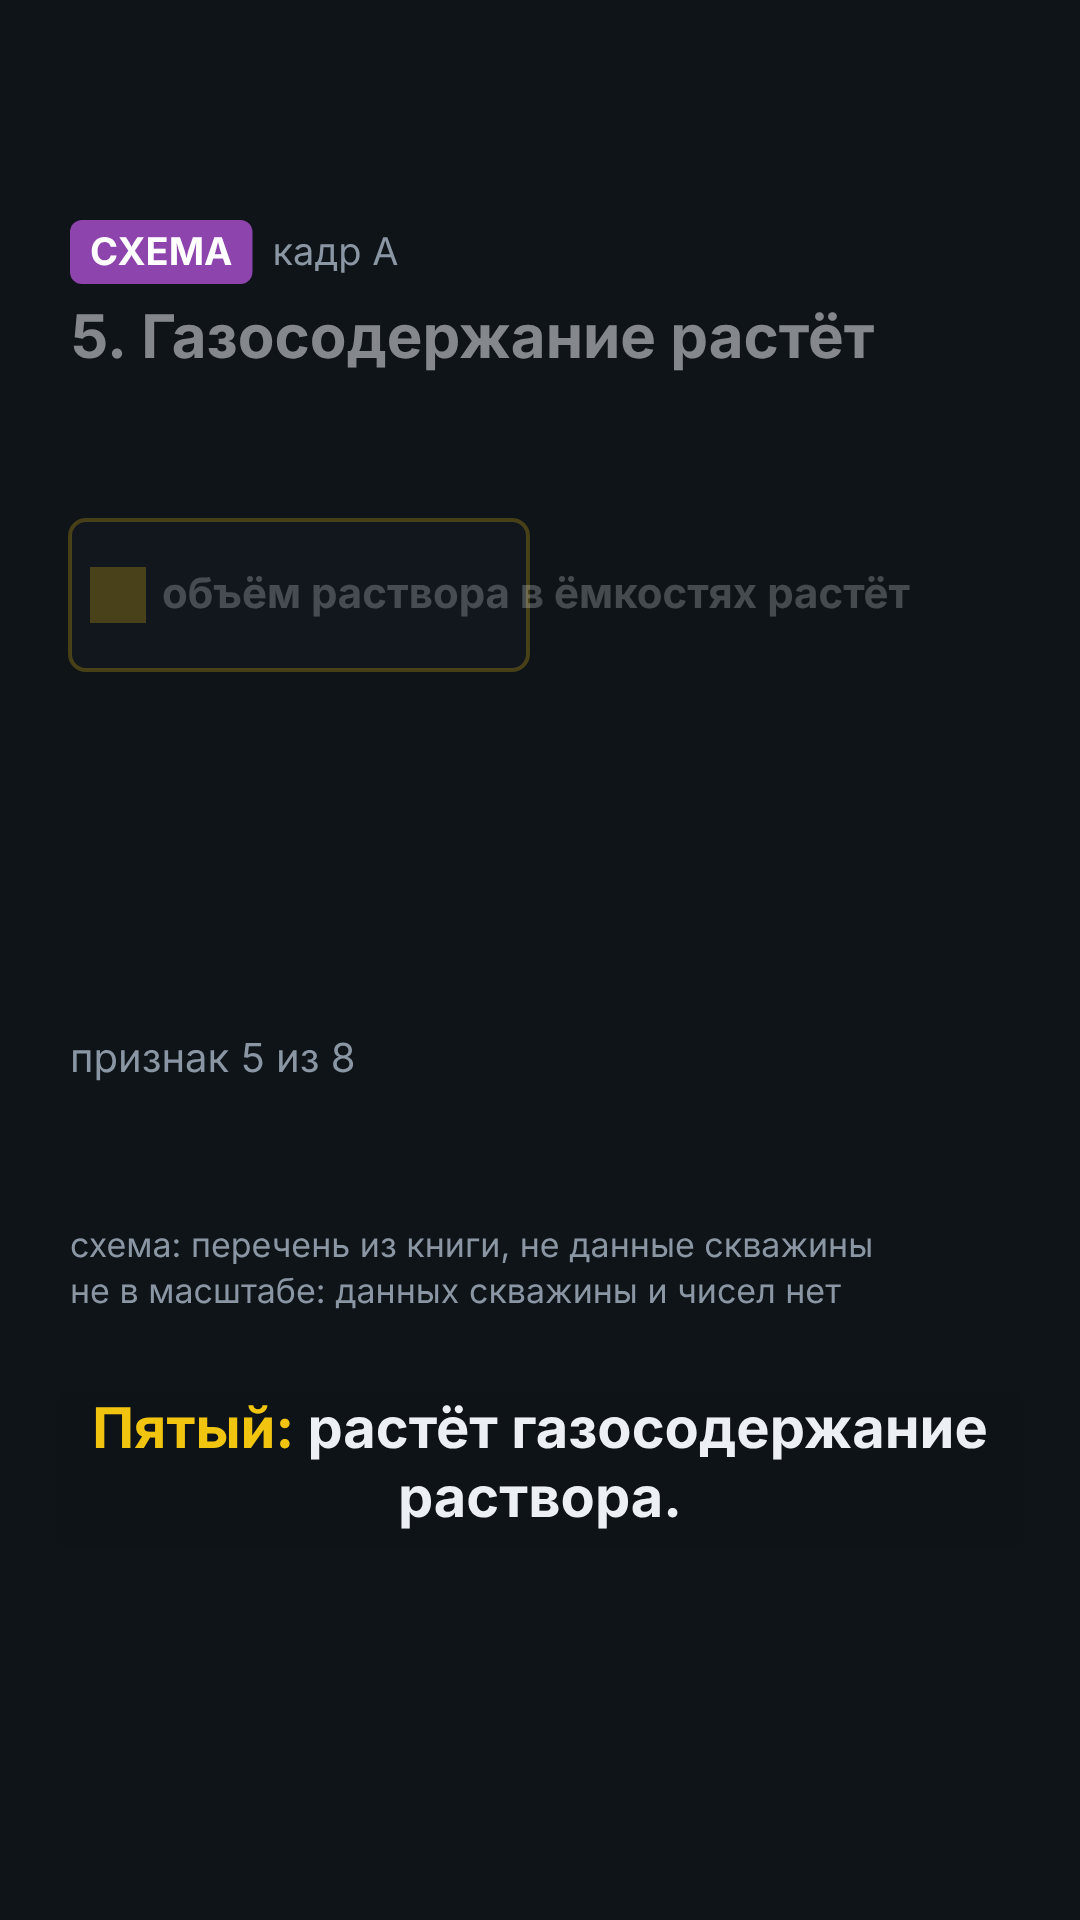 СХЕМА кадр А
5. Газосодержание растёт
объём раствора в ёмкостях растёт
признак 5 из 8
схема: перечень из книги, не данные скважины
не в масштабе: данных скважины и чисел нет
Пятый: растёт газосодержание
раствора.